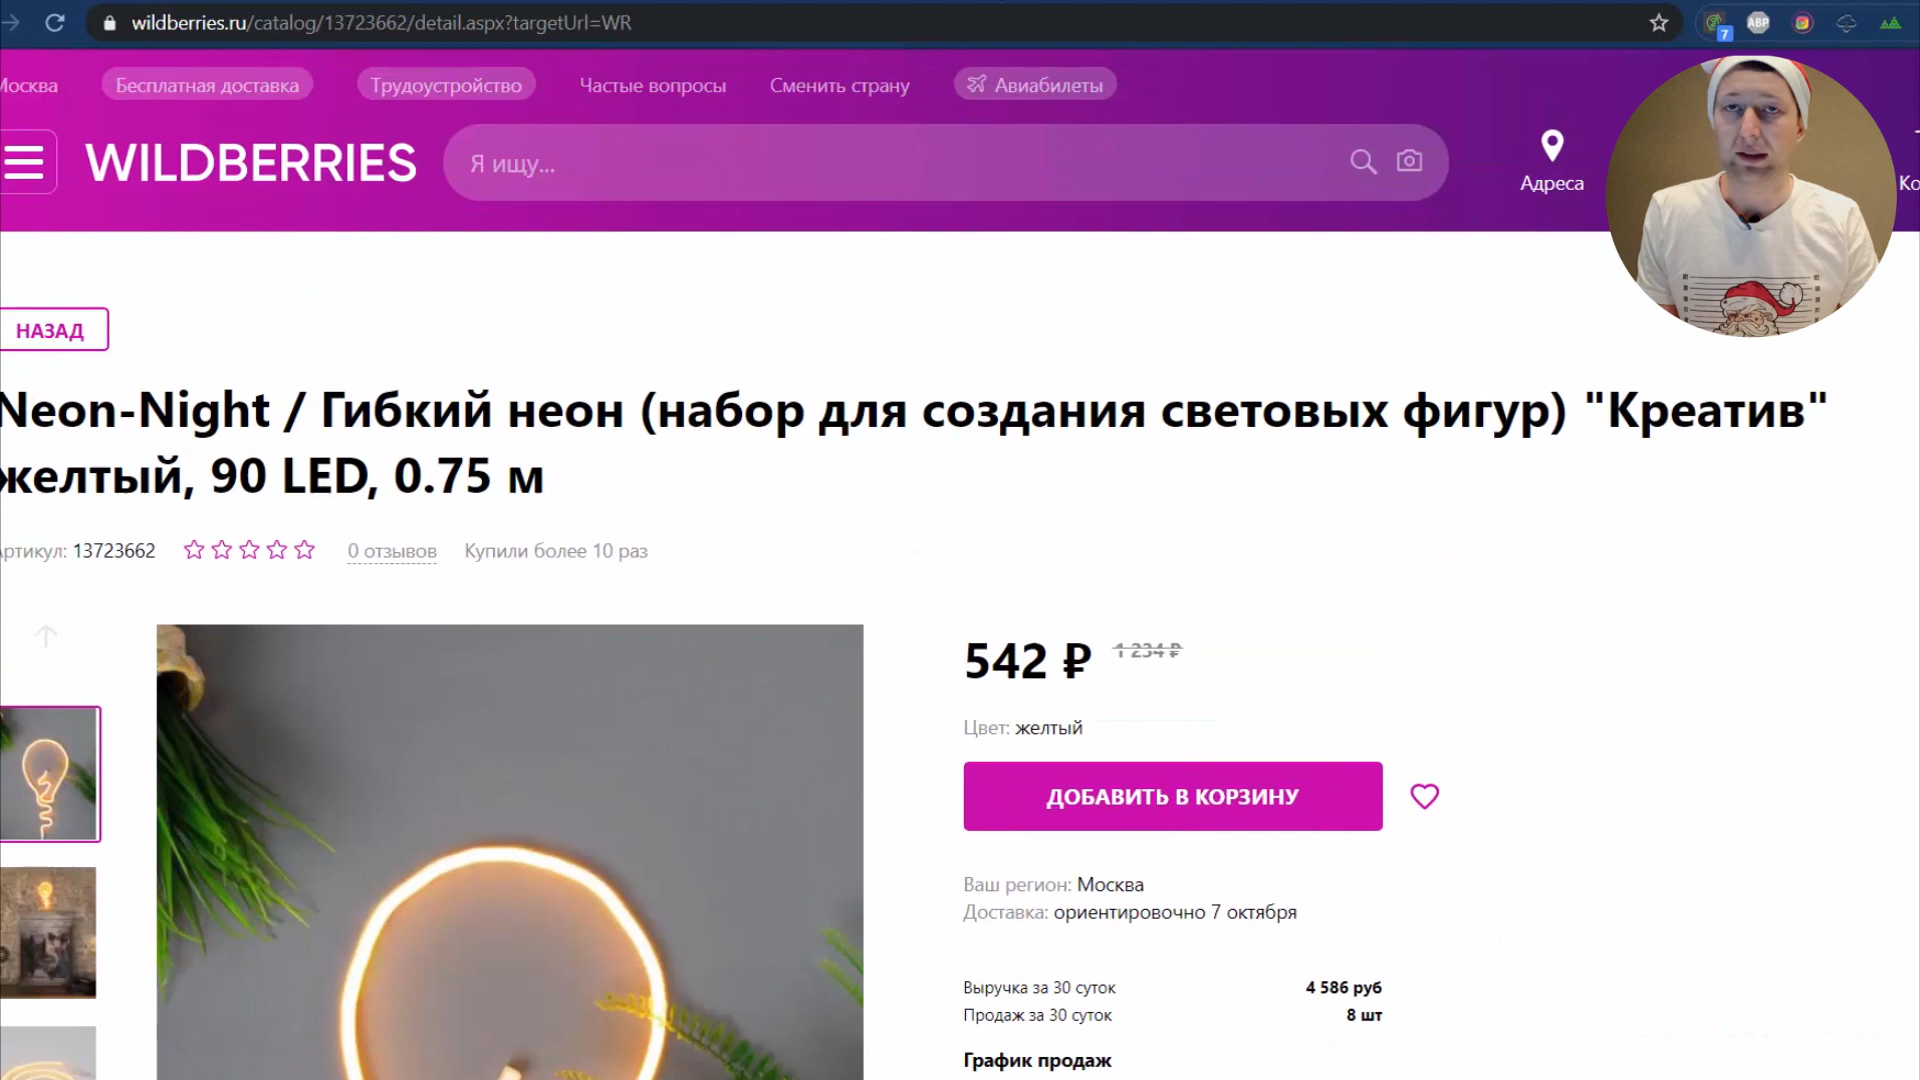 wildberries.ru/catalog/13723662/detail.aspx?targetUrl=WR
7
ABP
Бесплатная доставка
Трудоустройство
Частые вопросы
Сменить страну
Авиабилеты
WILDBERRIES
Я ищу...
Адреса
НАЗАД
Neon-Night / Гибкий неон (набор для создания световых фигур) "Креатив"
желтый, 90 LED, 0.75 м
13723662
0 отзывов
Купили более 10 раз
542 ₽
1 234 ₽
Цвет: желтый
ДОБАВИТЬ В КОРЗИНУ
Ваш регион: Москва
Доставка: ориентировочно 7 октября
Выручка за 30 суток 4 586 руб
Продаж за 30 суток 8 шт
График продаж